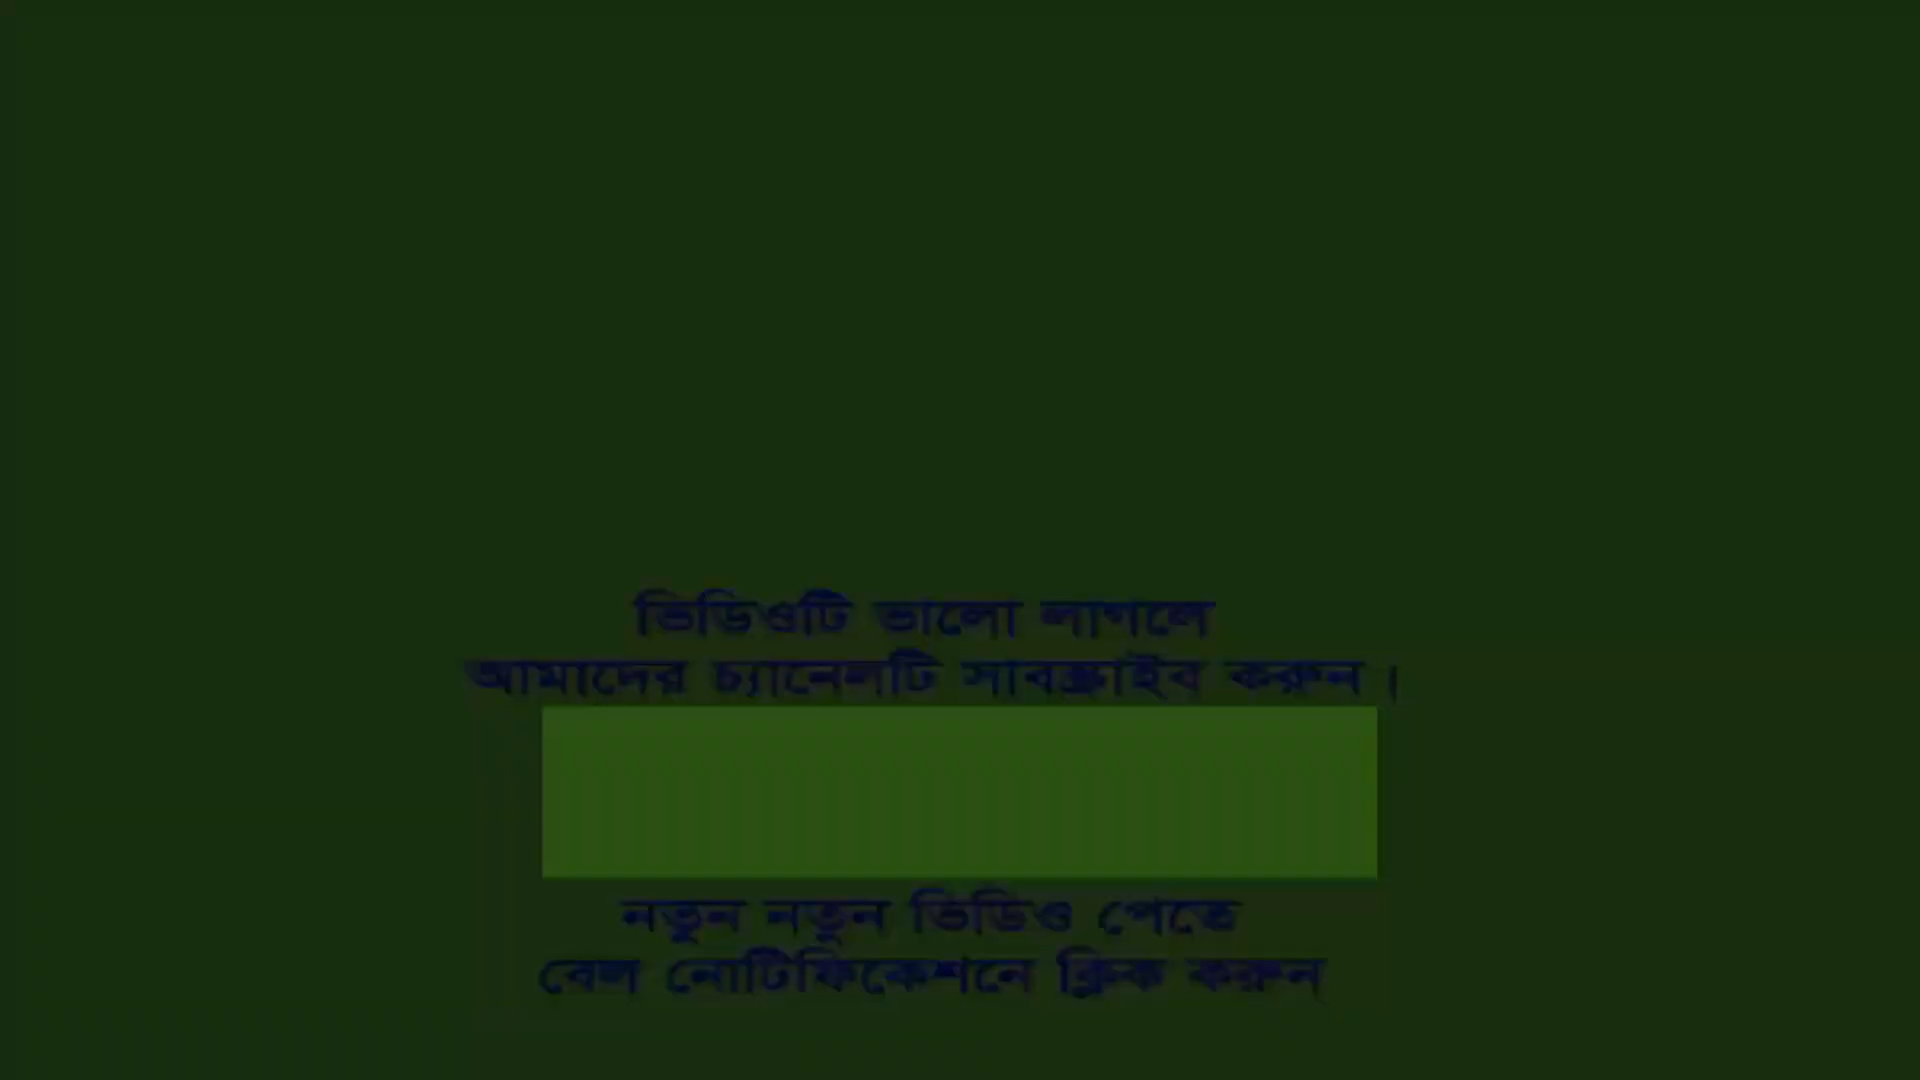 ভিডিওটি ভালো লাগলে
আমাদের চ্যানেলটি সাবস্ক্রাইব করুন ।
নতুন নতুন ভিডিও পেতে
বেল নোটিফিকেশনে ক্লিক করুন